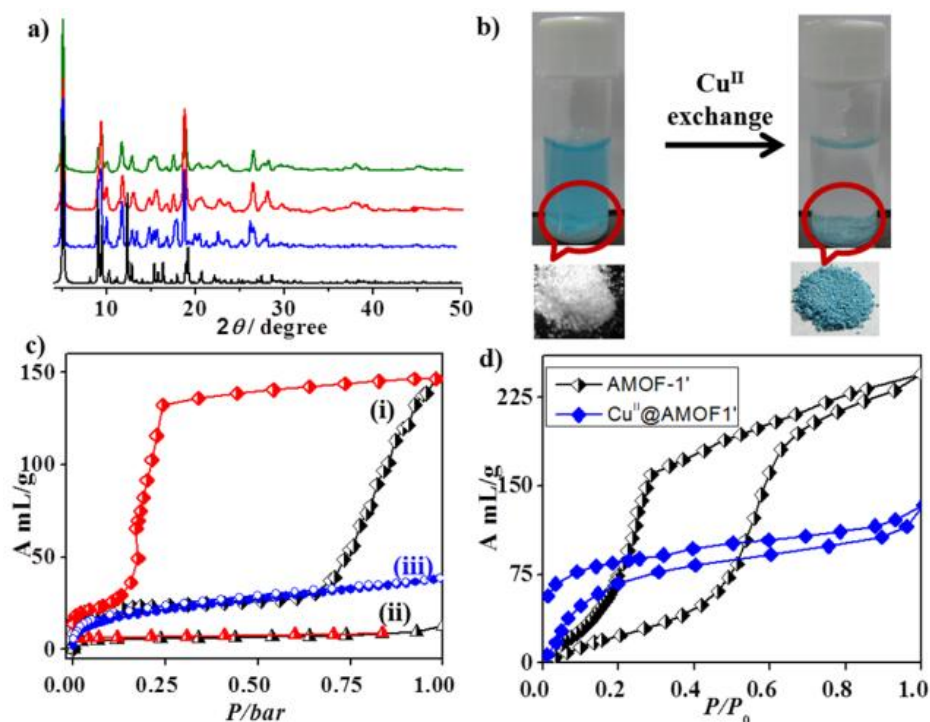 a)
10 20 30 40 50
2θ / degree
b)
Cu^II
exchange
c)
150
100
50
0
A mL/g
(i)
(iii)
(ii)
0.00 0.25 0.50 0.75 1.00
P/bar
d)
AMOF-1'
Cu^II@AMOF1'
225
150
75
0
A mL/g
0.0 0.2 0.4 0.6 0.8 1.0
P/P_0